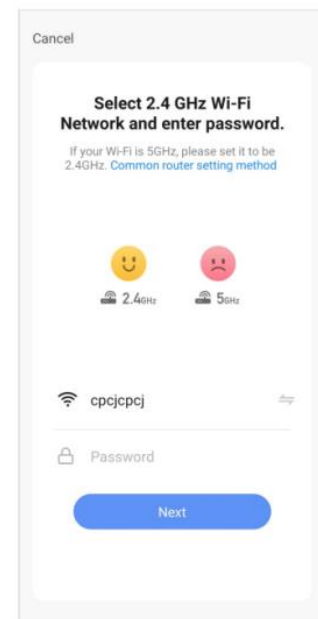 Cancel
Select 2.4 GHz Wi-Fi
Network and enter password.
If your Wi-Fi is 5GHz, please set it to be
2.4GHz. Common router setting method
2.4GHz 5GHz
cpcjcpcj
Password
Next